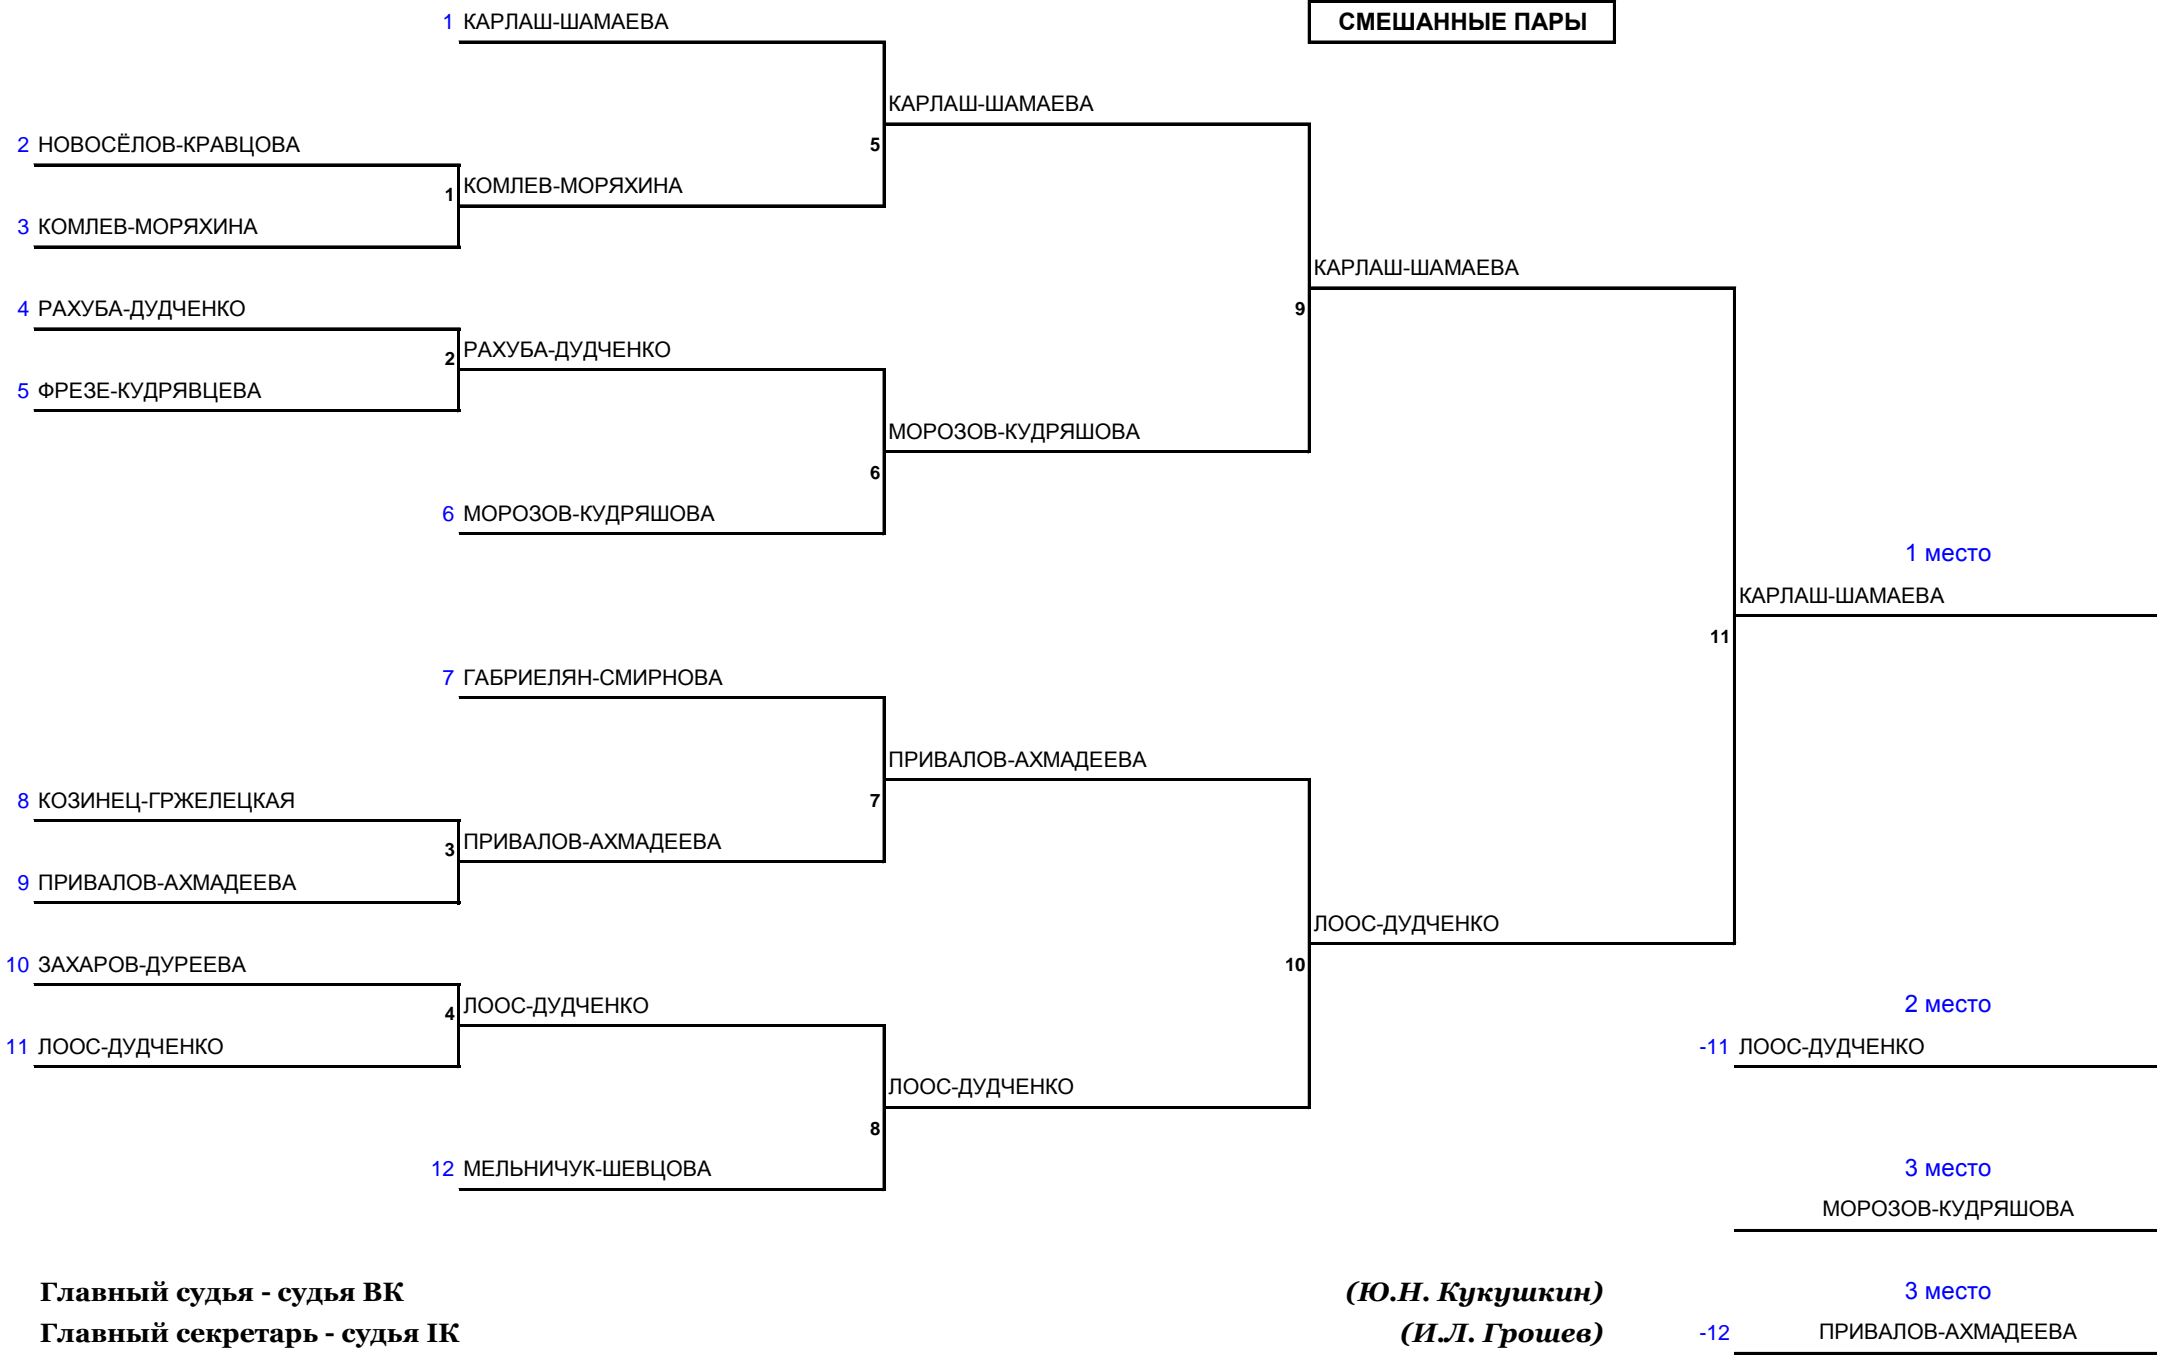 1 КАРЛАШ-ШАМАЕВА
СМЕШАННЫЕ ПАРЫ
КАРЛАШ-ШАМАЕВА
2 НОВОСЁЛОВ-КРАВЦОВА
5
1 КОМЛЕВ-МОРЯХИНА
3 КОМЛЕВ-МОРЯХИНА
КАРЛАШ-ШАМАЕВА
4 РАХУБА-ДУДЧЕНКО
9
2 РАХУБА-ДУДЧЕНКО
5 ФРЕЗЕ-КУДРЯВЦЕВА
МОРОЗОВ-КУДРЯШОВА
6
6 МОРОЗОВ-КУДРЯШОВА
1 место
КАРЛАШ-ШАМАЕВА
11
7 ГАБРИЕЛЯН-СМИРНОВА
ПРИВАЛОВ-АХМАДЕЕВА
8 КОЗИНЕЦ-ГРЖЕЛЕЦКАЯ
7
3 ПРИВАЛОВ-АХМАДЕЕВА
9 ПРИВАЛОВ-АХМАДЕЕВА
ЛООС-ДУДЧЕНКО
10 ЗАХАРОВ-ДУРЕЕВА
10
4 ЛООС-ДУДЧЕНКО
2 место
11 ЛООС-ДУДЧЕНКО
-11 ЛООС-ДУДЧЕНКО
ЛООС-ДУДЧЕНКО
8
12 МЕЛЬНИЧУК-ШЕВЦОВА
3 место
МОРОЗОВ-КУДРЯШОВА
Главный судья - судья ВК
(Ю.Н. Кукушкин)
3 место
Главный секретарь - судья IК
(И.Л. Грошев)
-12 ПРИВАЛОВ-АХМАДЕЕВА